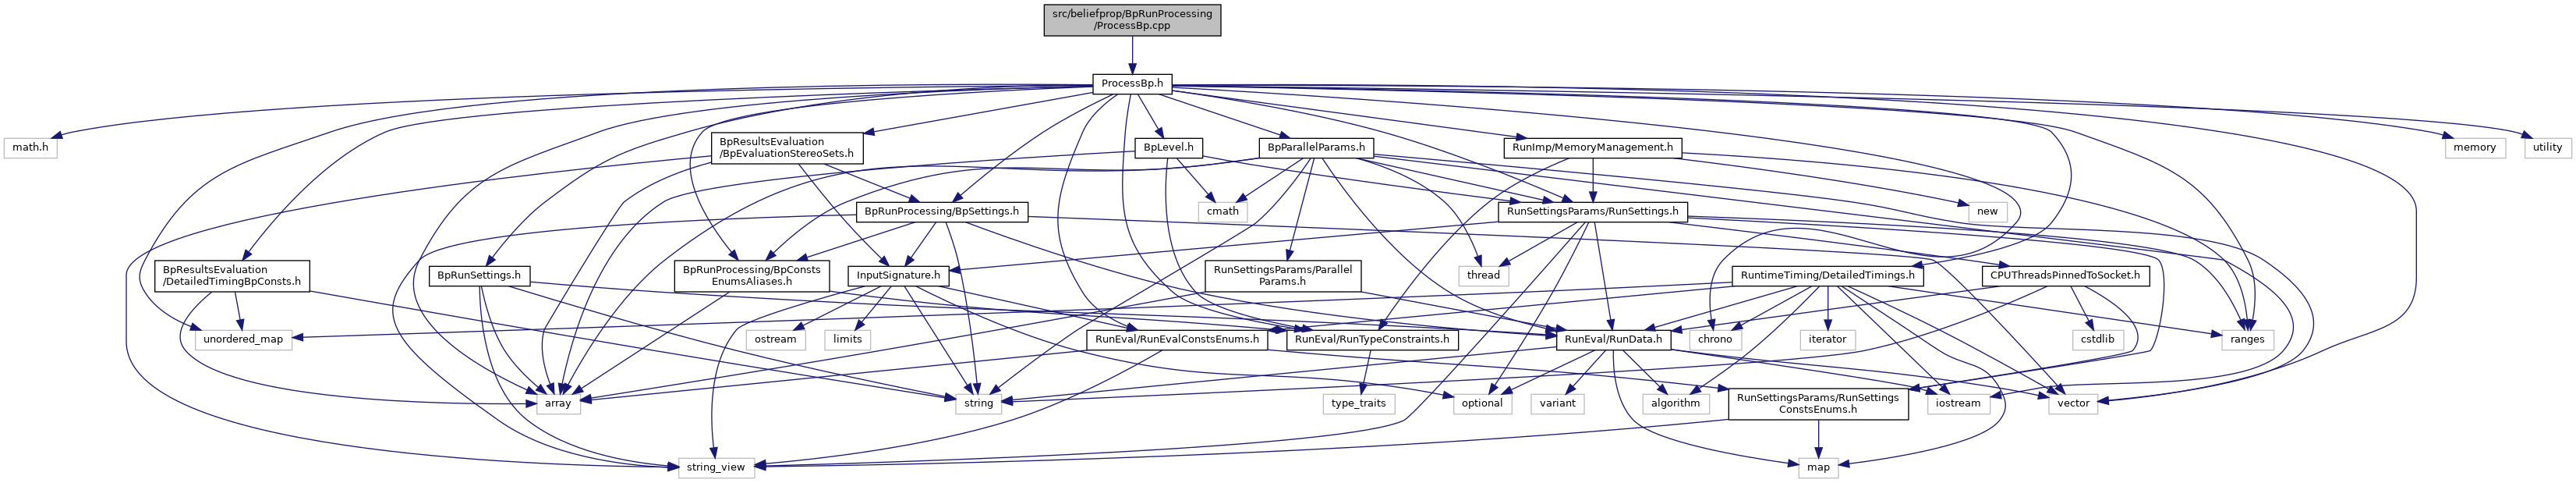 src/beliefprop/BpRunProcessing
/ProcessBp.cpp
ProcessBp.h
math.h
BpResultsEvaluation
/BpEvaluationStereoSets.h
BpLevel.h
BpParallelParams.h
RunImp/MemoryManagement.h
memory
utility
BpRunProcessing/BpSettings.h
cmath
RunSettingsParams/RunSettings.h
new
BpResultsEvaluation
/DetailedTimingBpConsts.h
BpRunSettings.h
BpRunProcessing/BpConsts
EnumsAliases.h
InputSignature.h
RunSettingsParams/Parallel
Params.h
thread
RuntimeTiming/DetailedTimings.h
CPUThreadsPinnedToSocket.h
unordered_map
ostream
limits
RunEval/RunEvalConstsEnums.h
RunEval/RunTypeConstraints.h
RunEval/RunData.h
chrono
iterator
cstdlib
ranges
array
string
type_traits
optional
variant
algorithm
RunSettingsParams/RunSettings
ConstsEnums.h
iostream
vector
string_view
map